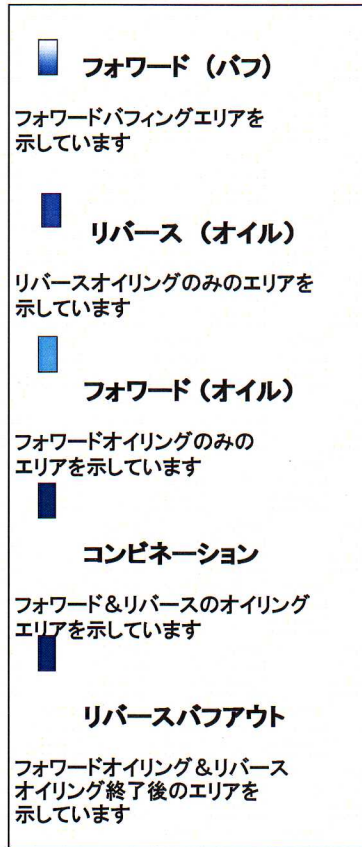 フォワード（バフ）
フォワードバフィングエリアを
示しています
リバース（オイル）
リバースオイリングのみのエリアを
示しています
フォワード（オイル）
フォワードオイリングのみの
エリアを示しています
コンビネーション
フォワード＆リバースのオイリング
エリアを示しています
リバースバフアウト
フォワードオイリング＆リバース
オイリング終了後のエリアを
示しています